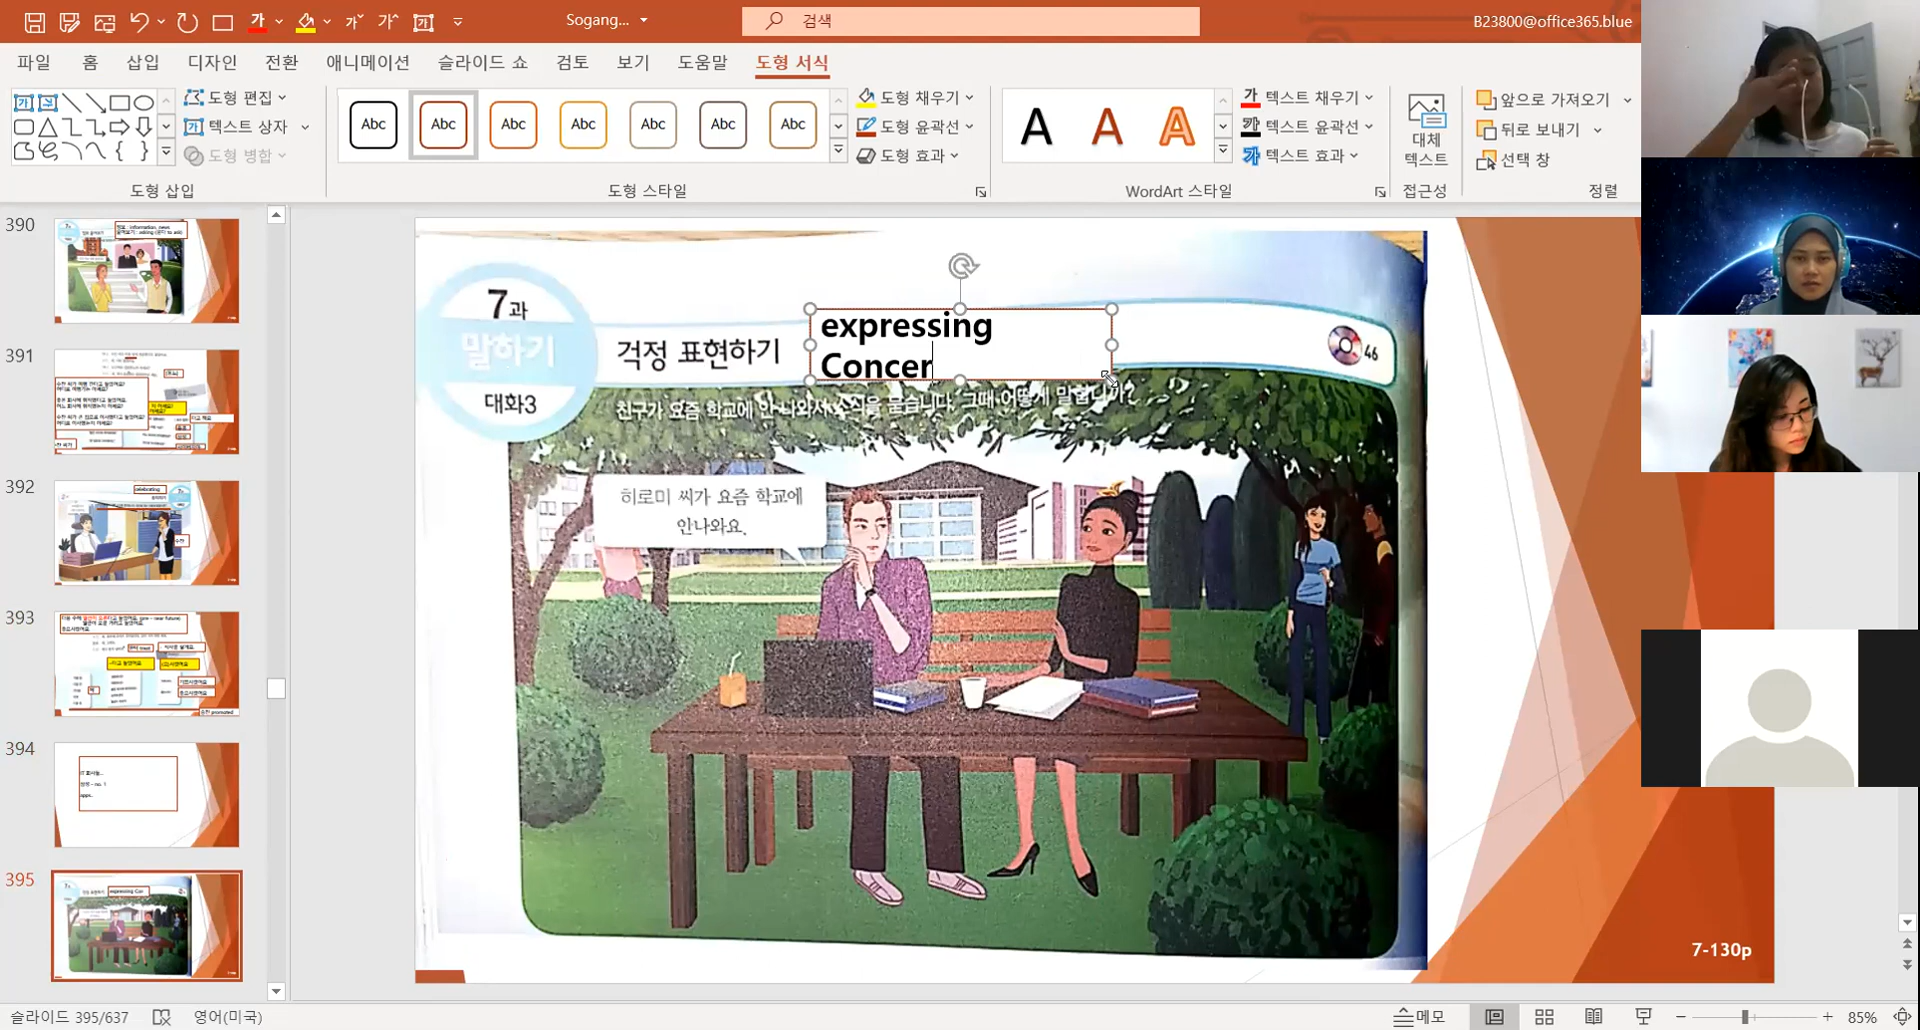 Sogang...
검색
B23800@office365.blue
파일 홈 삽입 디자인 전환 애니메이션 슬라이드 쇼 검토 보기 도움말 도형 서식
도형 편집
텍스트 상자
도형 병합
도형 삽입
Abc Abc Abc Abc Abc Abc Abc
도형 채우기
도형 윤곽선
도형 효과
도형 스타일
A A A
텍스트 채우기
텍스트 윤곽선
텍스트 효과
WordArt 스타일
대체
텍스트
접근성
앞으로 가져오기
뒤로 보내기
선택 창
정렬
390
391
392
393
394
395
7과
말하기
대화3
걱정 표현하기
expressing
Concer
46
친구가 요즘 학교에 안 나와서 소식을 묻습니다. 그때 어떻게 말합니까?
히로미 씨가 요즘 학교에
안나와요.
7-130p
슬라이드 395/637
영어(미국)
메모
85%